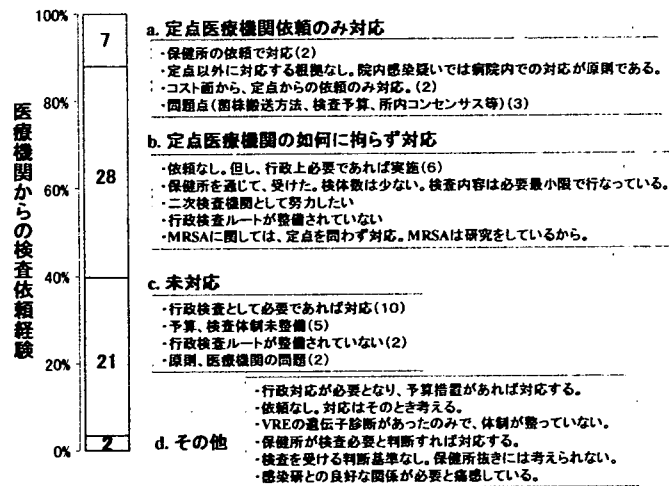 医療機関からの検査依頼経験
100%
80%
60%
40%
20%
0%
7
28
21
2
a. 定点医療機関依頼のみ対応
・保健所の依頼で対応(2)
・定点以外に対応する根拠なし。院内感染疑いでは病院内での対応が原則である。
・コスト面から、定点からの依頼のみ対応。(2)
・問題点(菌株搬送方法、検査予算、所内コンセンサス等)(3)
b. 定点医療機関の如何に拘らず対応
・依頼なし。但し、行政上必要であれば実施(6)
・保健所を通じて、受けた。検体数は少ない。検査内容は必要最小限で行なっている。
・二次検査機関として努力したい
・行政検査ルートが整備されていない
・MRSAに関しては、定点を問わず対応。MRSAは研究をしているから。
c. 未対応
・行政検査として必要であれば対応(10)
・予算、検査体制未整備(5)
・行政検査ルートが整備されていない(2)
・原則、医療機関の問題(2)
d. その他
・行政対応が必要となり、予算措置があれば対応する。
・依頼なし。対応はそのとき考える。
・VREの遺伝子診断があったのみで、体制が整っていない。
・保健所が検査必要と判断すれば対応する。
・検査を受ける判断基準なし。保健所抜きには考えられない。
・感染研との良好な関係が必要と痛感している。